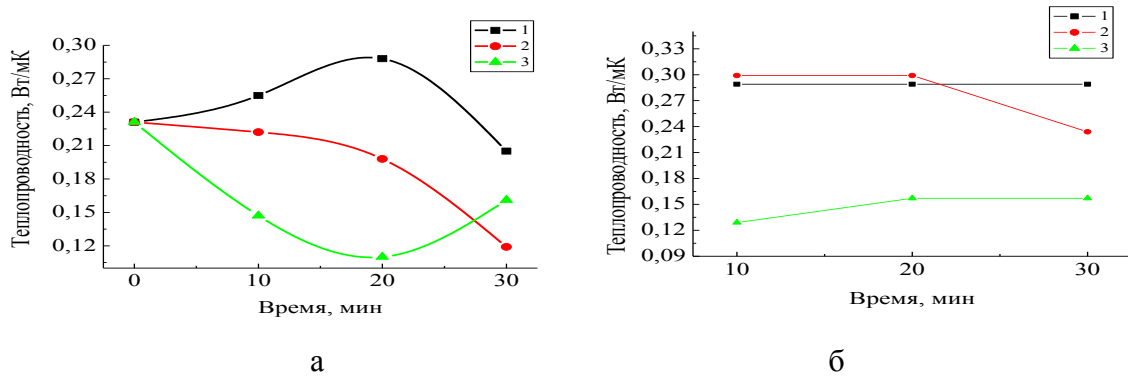 Теплопроводность, Вт/мК
0,30
0,27
0,24
0,21
0,18
0,15
0,12
0 10 20 30
Время, мин
1
2
3
а
Теплопроводность, Вт/мК
0,33
0,30
0,27
0,24
0,21
0,18
0,15
0,12
0,09
10 20 30
Время, мин
1
2
3
б